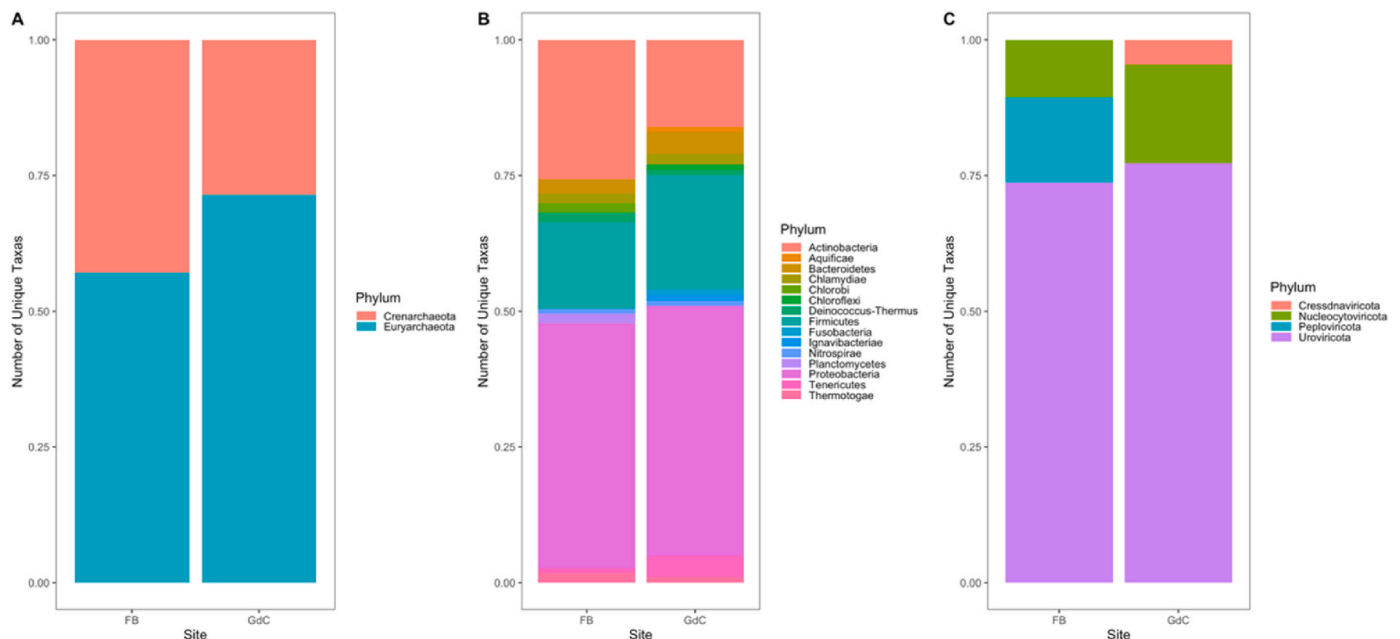 A
Number of Unique Taxas
1.00
0.75
0.50
0.25
0.00
FB
GdC
Site
Phylum
Crenarchaeota
Euryarchaeota
B
Number of Unique Taxas
1.00
0.75
0.50
0.25
0.00
FB
GdC
Site
Phylum
Actinobacteria
Aquificae
Bacteroidetes
Chlamydiae
Chlorobi
Chloroflexi
Deinococcus-Thermus
Firmicutes
Fusobacteria
Ignavibacteriae
Nitrospirae
Planctomycetes
Proteobacteria
Tenericutes
Thermotogae
C
Number of Unique Taxas
1.00
0.75
0.50
0.25
0.00
FB
GdC
Site
Phylum
Cressdnaviricota
Nucleocytoviricota
Peploviricota
Uroviricota